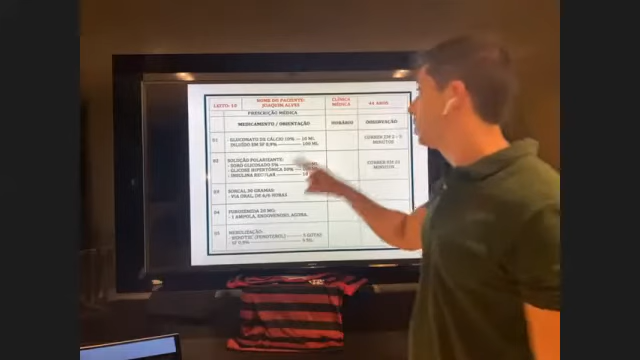 LEITO: 14
NOME DO PACIENTE:
JOAQUIM ALVES
CLÍNICA
MÉDICA
44 ANOS
PRESCRIÇÃO MÉDICA
MEDICAMENTO / ORIENTAÇÃO
HORÁRIO
OBSERVAÇÃO
01
- GLUCONATO DE CÁLCIO 10% --- 10 ML
- DILUÍDO EM SF 0,9% ------------ 100 ML
CORRER EM 2 - 5
MINUTOS
02
SOLUÇÃO POLARIZANTE:
- SORO GLICOSADO 5%
- GLICOSE HIPERTÔNICA 50%
- INSULINA REGULAR
CORRER EM
MINUTOS
03
SORCAL 30 GRAMAS
- VIA ORAL, DE 6/6 HORAS
04
FUROSEMIDA 20 MG:
- 1 AMPOLA, ENDOVENOSO, AGORA.
05
NEBULIZAÇÃO:
- BEROTEC (FENOTEROL) GOTAS
- SF 0,9% 5 ML